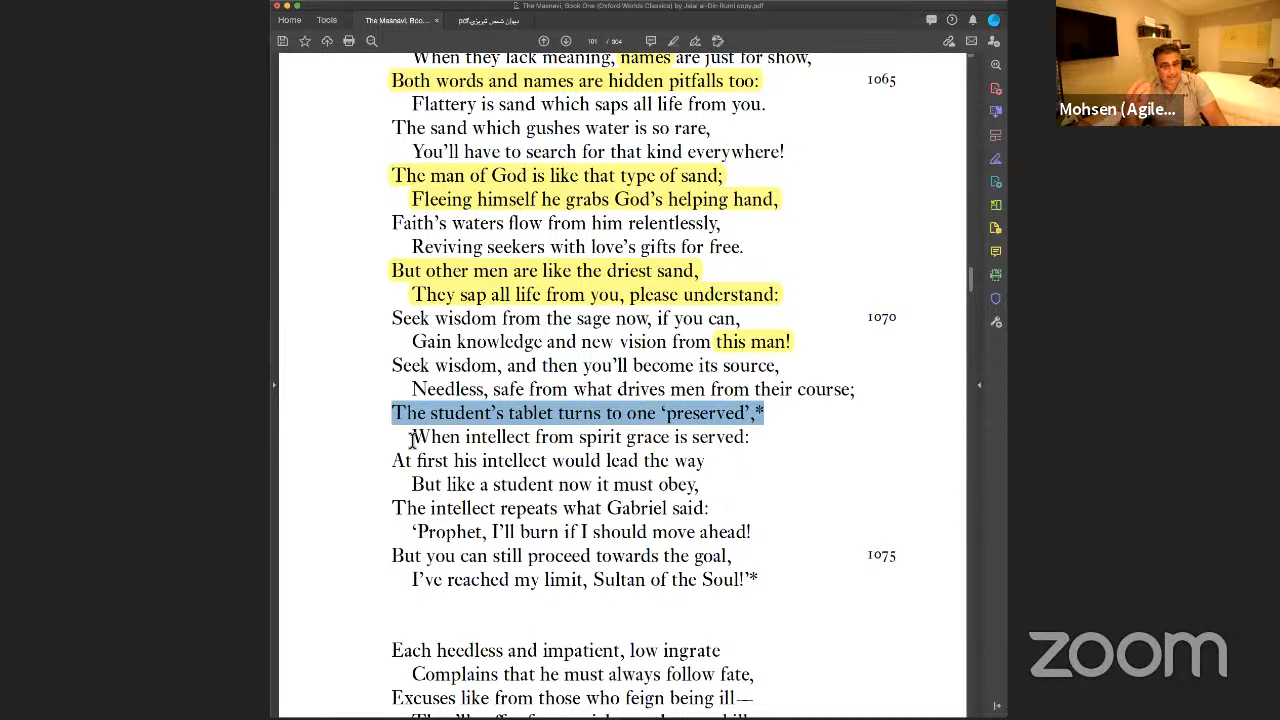 The Masnavi, Book One (Oxford Worlds Classics) by Jalal al-Din Rumi copy.pdf
Home
Tools
The Masnavi, Boo...
×
دیوان شمس تبریزی.pdf
101 / 304
When they lack meaning, names are just for show,
Both words and names are hidden pitfalls too: 1065
Flattery is sand which saps all life from you.
The sand which gushes water is so rare,
You'll have to search for that kind everywhere!
The man of God is like that type of sand;
Fleeing himself he grabs God's helping hand,
Faith's waters flow from him relentlessly,
Reviving seekers with love's gifts for free.
But other men are like the driest sand,
They sap all life from you, please understand:
Seek wisdom from the sage now, if you can, 1070
Gain knowledge and new vision from this man!
Seek wisdom, and then you'll become its source,
Needless, safe from what drives men from their course;
The student's tablet turns to one ‘preserved’,*
When intellect from spirit grace is served:
At first his intellect would lead the way
But like a student now it must obey,
The intellect repeats what Gabriel said:
‘Prophet, I'll burn if I should move ahead!
But you can still proceed towards the goal, 1075
I've reached my limit, Sultan of the Soul!’*
Each heedless and impatient, low ingrate
Complains that he must always follow fate,
Excuses like from those who feign being ill—
Mohsen (Agile...
zoom